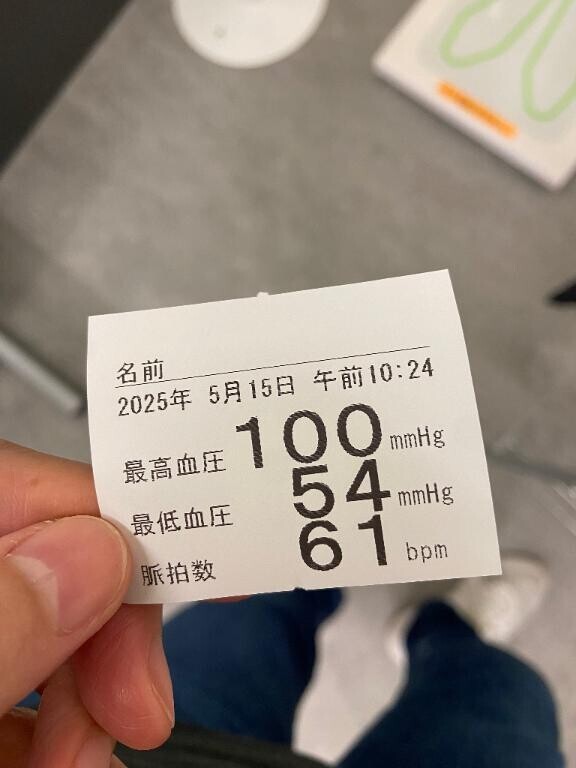 名前
2025年 5月15日 午前10:24
最高血圧 100 mmHg
最低血圧 54 mmHg
脈拍数 61 bpm